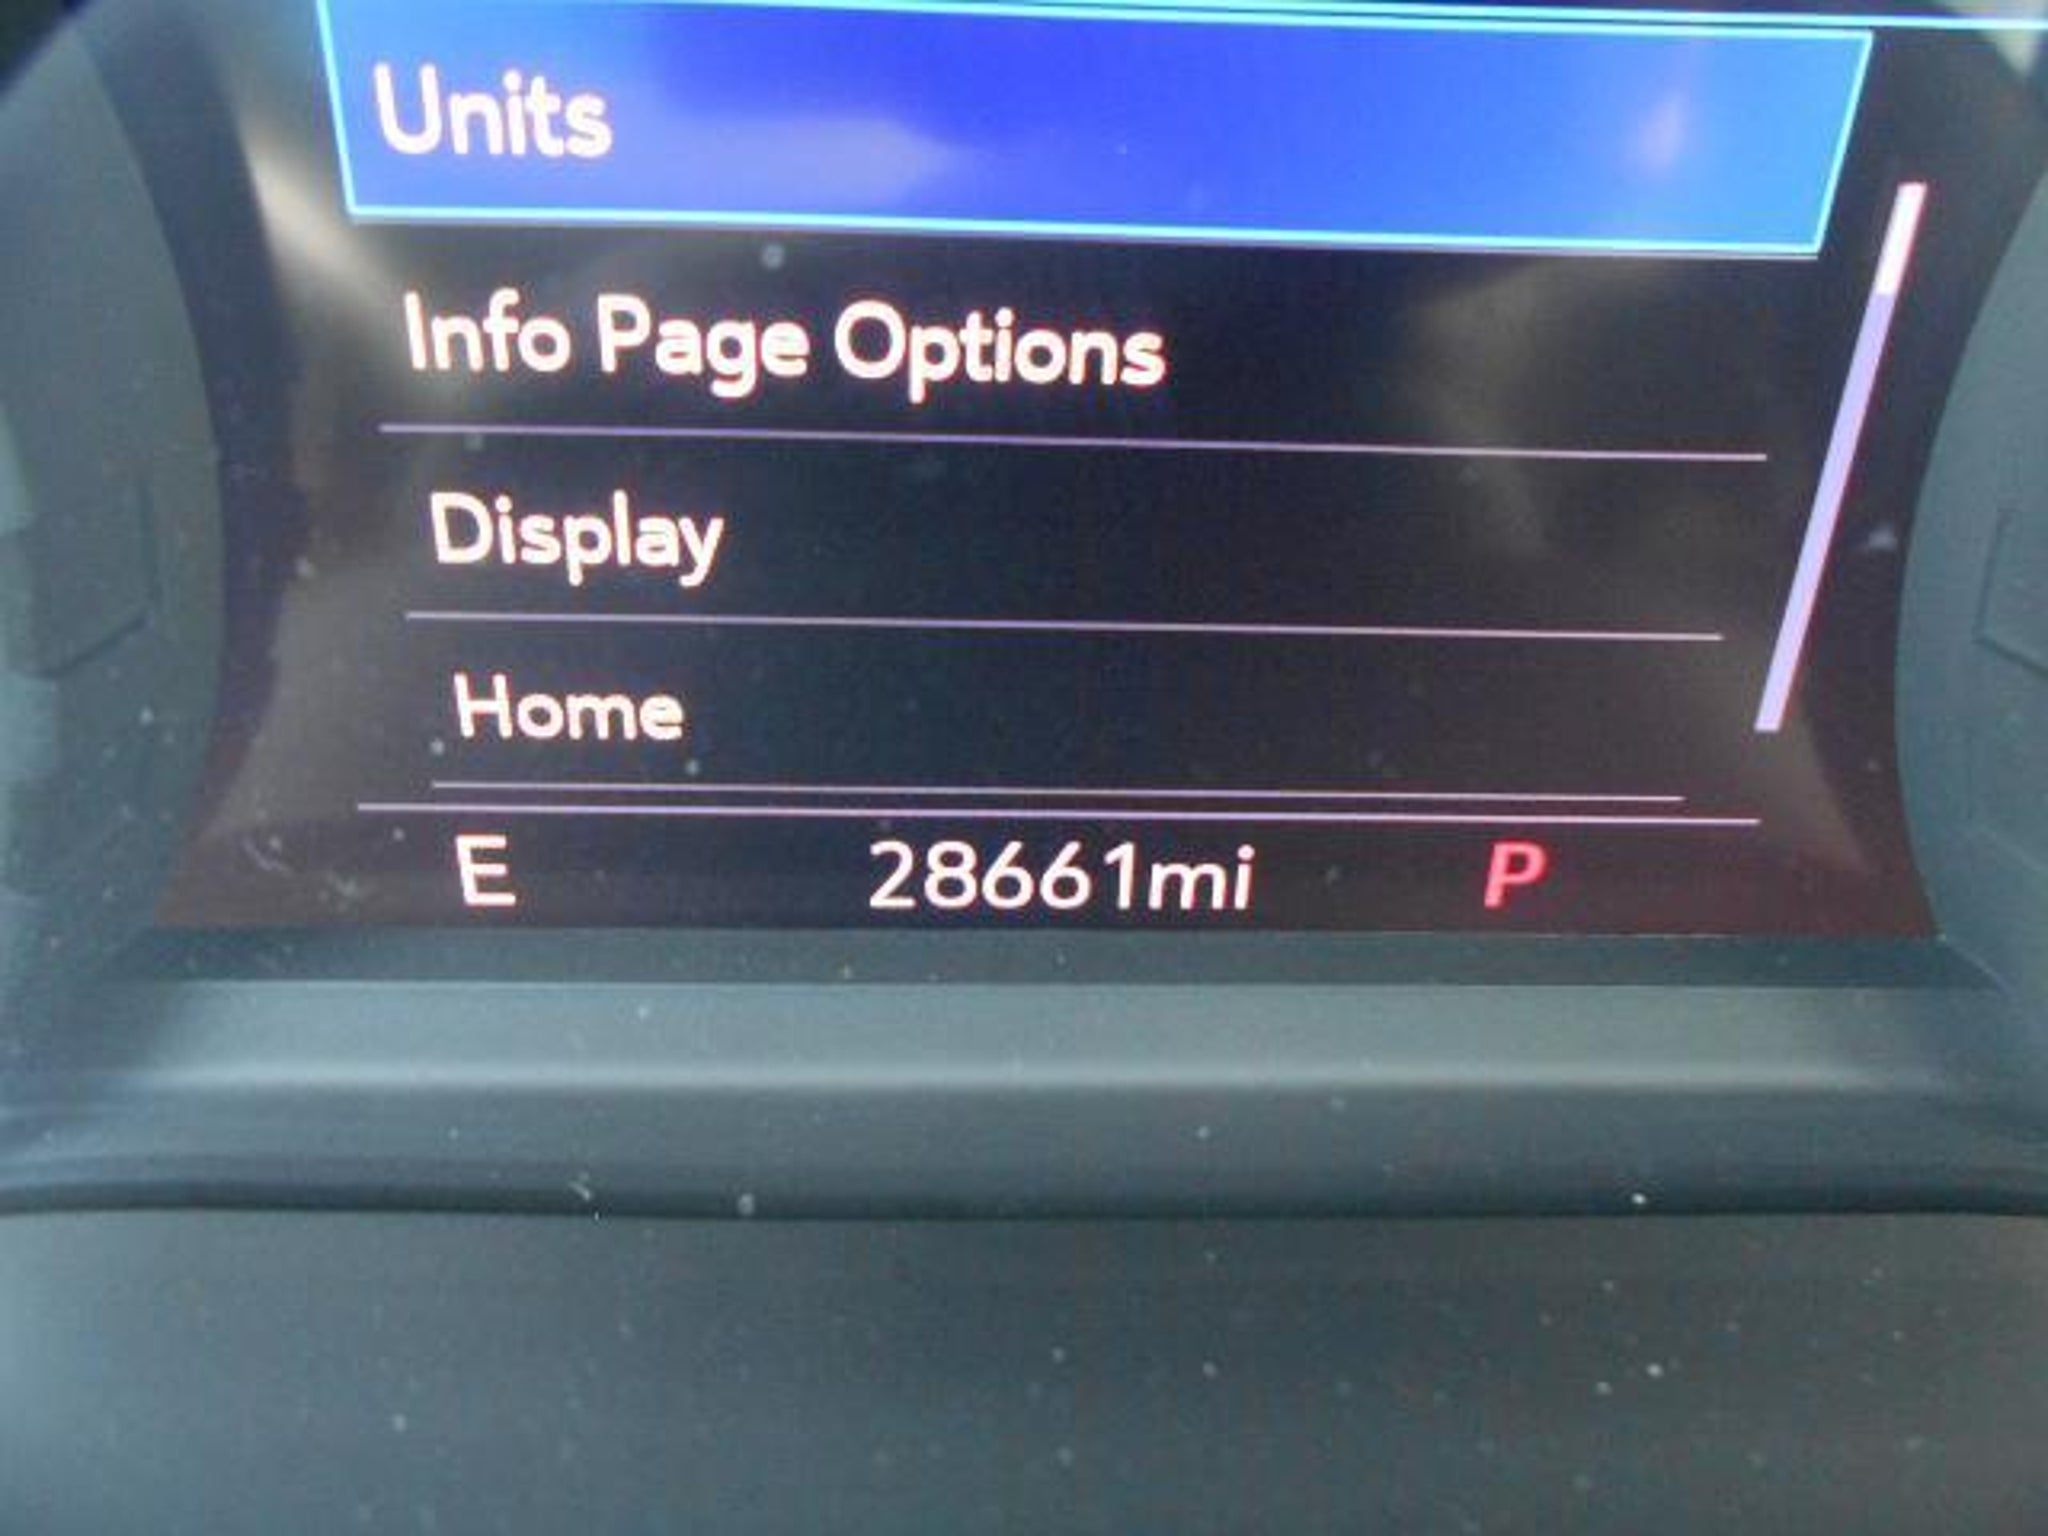 Units
Info Page Options
Display
Home
E 28661mi P